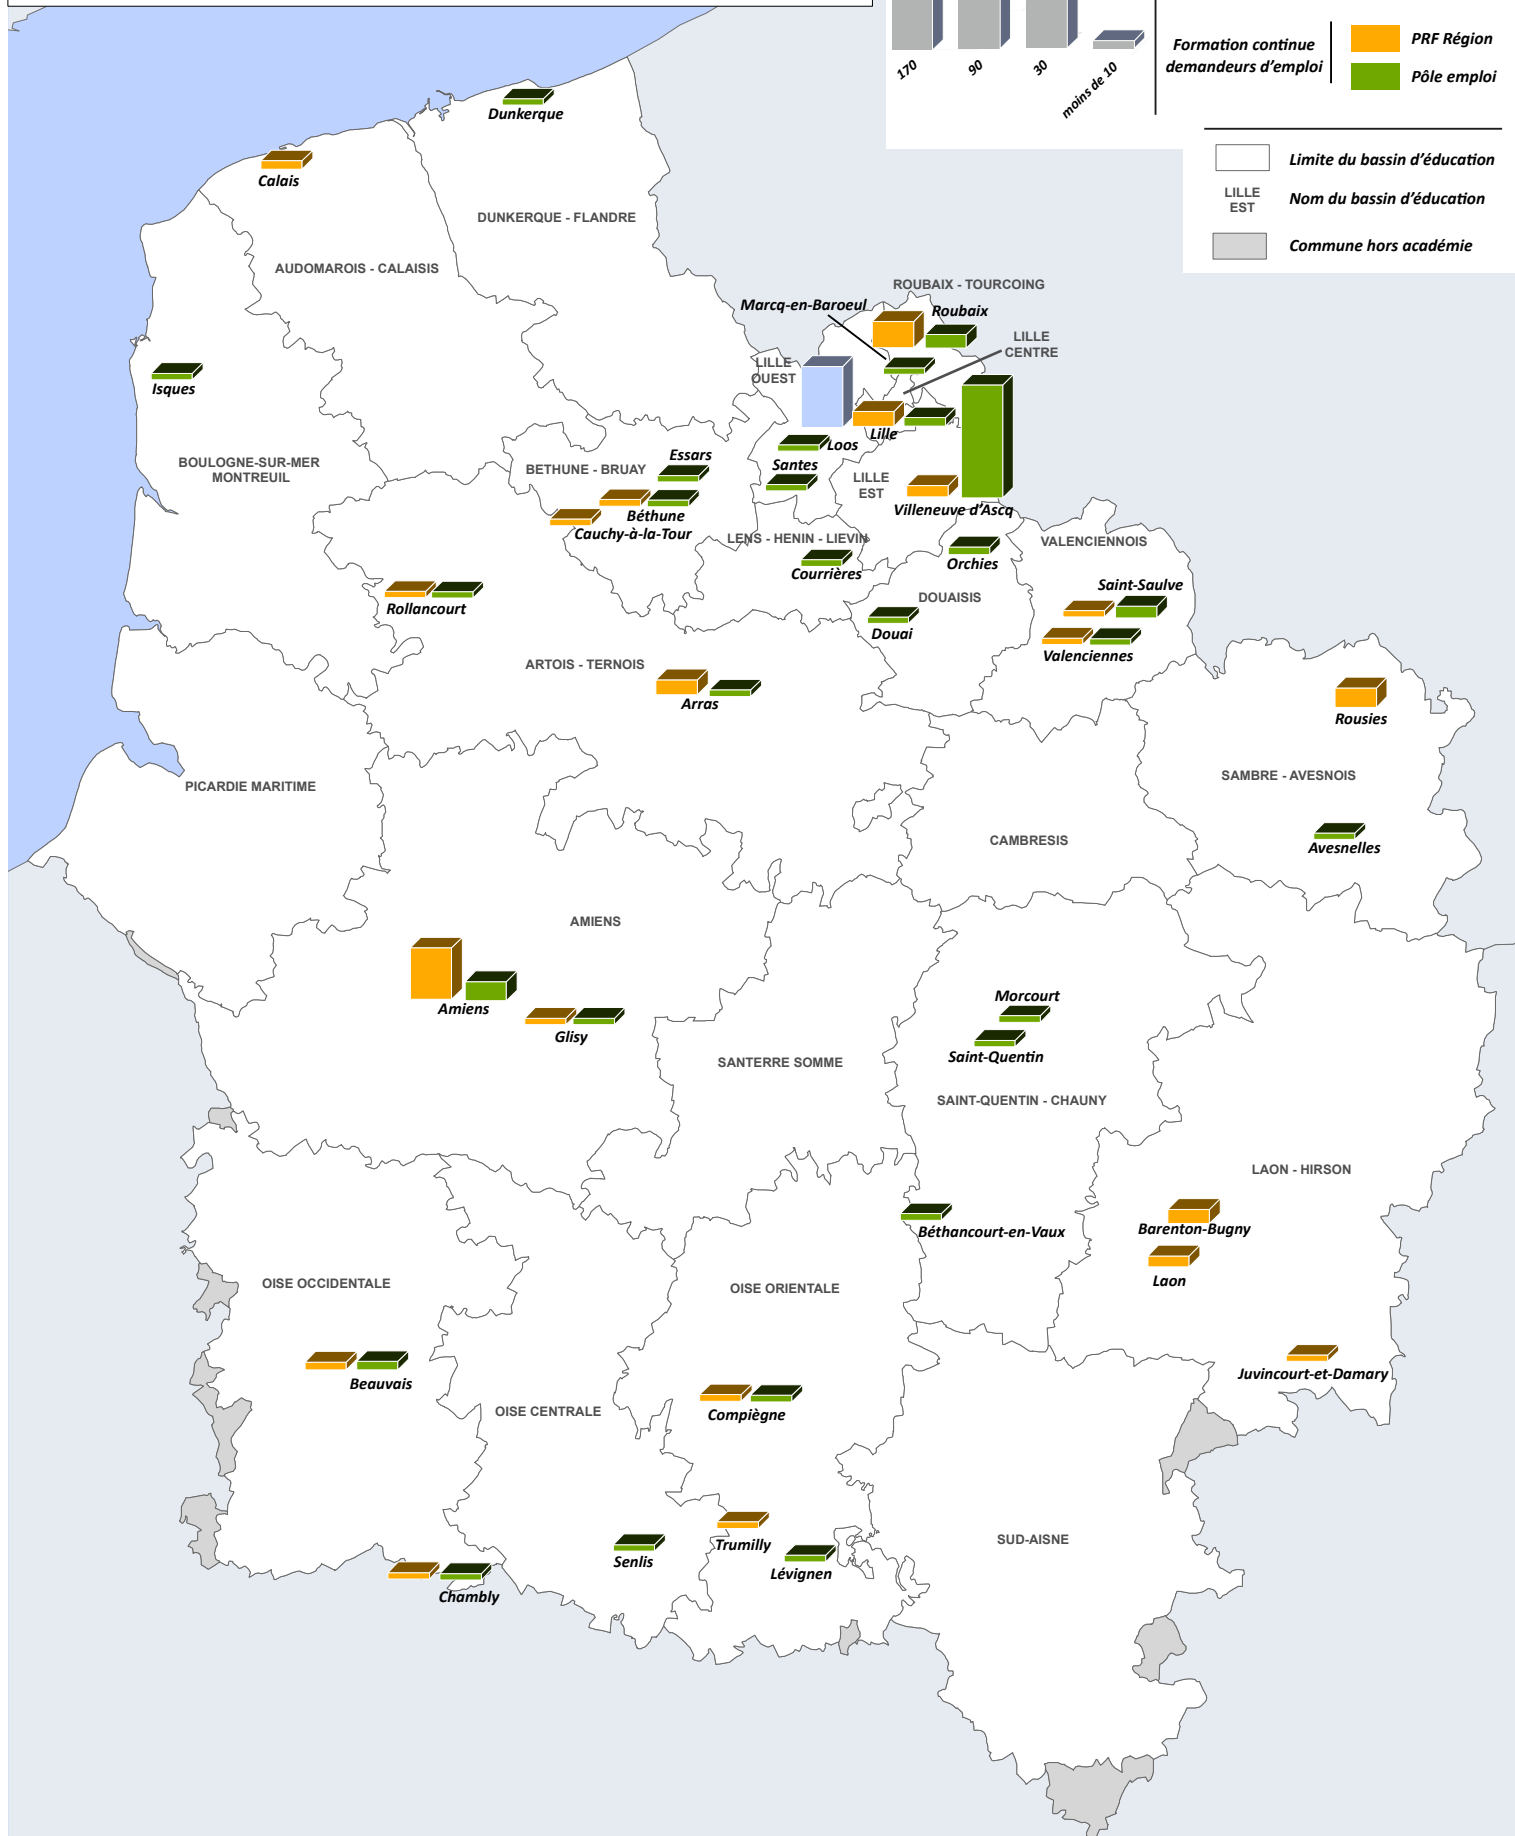 170
90
30
moins de 10
Formation continue
demandeurs d'emploi
PRF Région
Pôle emploi
Limite du bassin d'éducation
LILLE
EST
Nom du bassin d'éducation
Commune hors académie
Dunkerque
Calais
DUNKERQUE - FLANDRE
AUDOMAROIS - CALAISIS
ROUBAIX - TOURCOING
Marcq-en-Baroeul
Roubaix
LILLE
CENTRE
LILLE
OUEST
Isques
Lille
Loos
Essars
Santes
BOULOGNE-SUR-MER
MONTREUIL
BETHUNE - BRUAY
LILLE
EST
Villeneuve d'Ascq
Béthune
Cauchy-à-la-Tour
LENS - HENIN - LIEVIN
VALENCIENNOIS
Orchies
Courrières
Saint-Saulve
DOUAISIS
Rollancourt
Douai
Valenciennes
ARTOIS - TERNOIS
Arras
Rousies
SAMBRE - AVESNOIS
PICARDIE MARITIME
CAMBRESIS
Avesnelles
AMIENS
Amiens
Glisy
Morcourt
Saint-Quentin
SANTERRE SOMME
SAINT-QUENTIN - CHAUNY
LAON - HIRSON
Béthancourt-en-Vaux
Barenton-Bugny
Laon
OISE OCCIDENTALE
OISE ORIENTALE
Juvincourt-et-Damary
Beauvais
OISE CENTRALE
Compiègne
SUD-AISNE
Trumilly
Senlis
Lévignen
Chambly